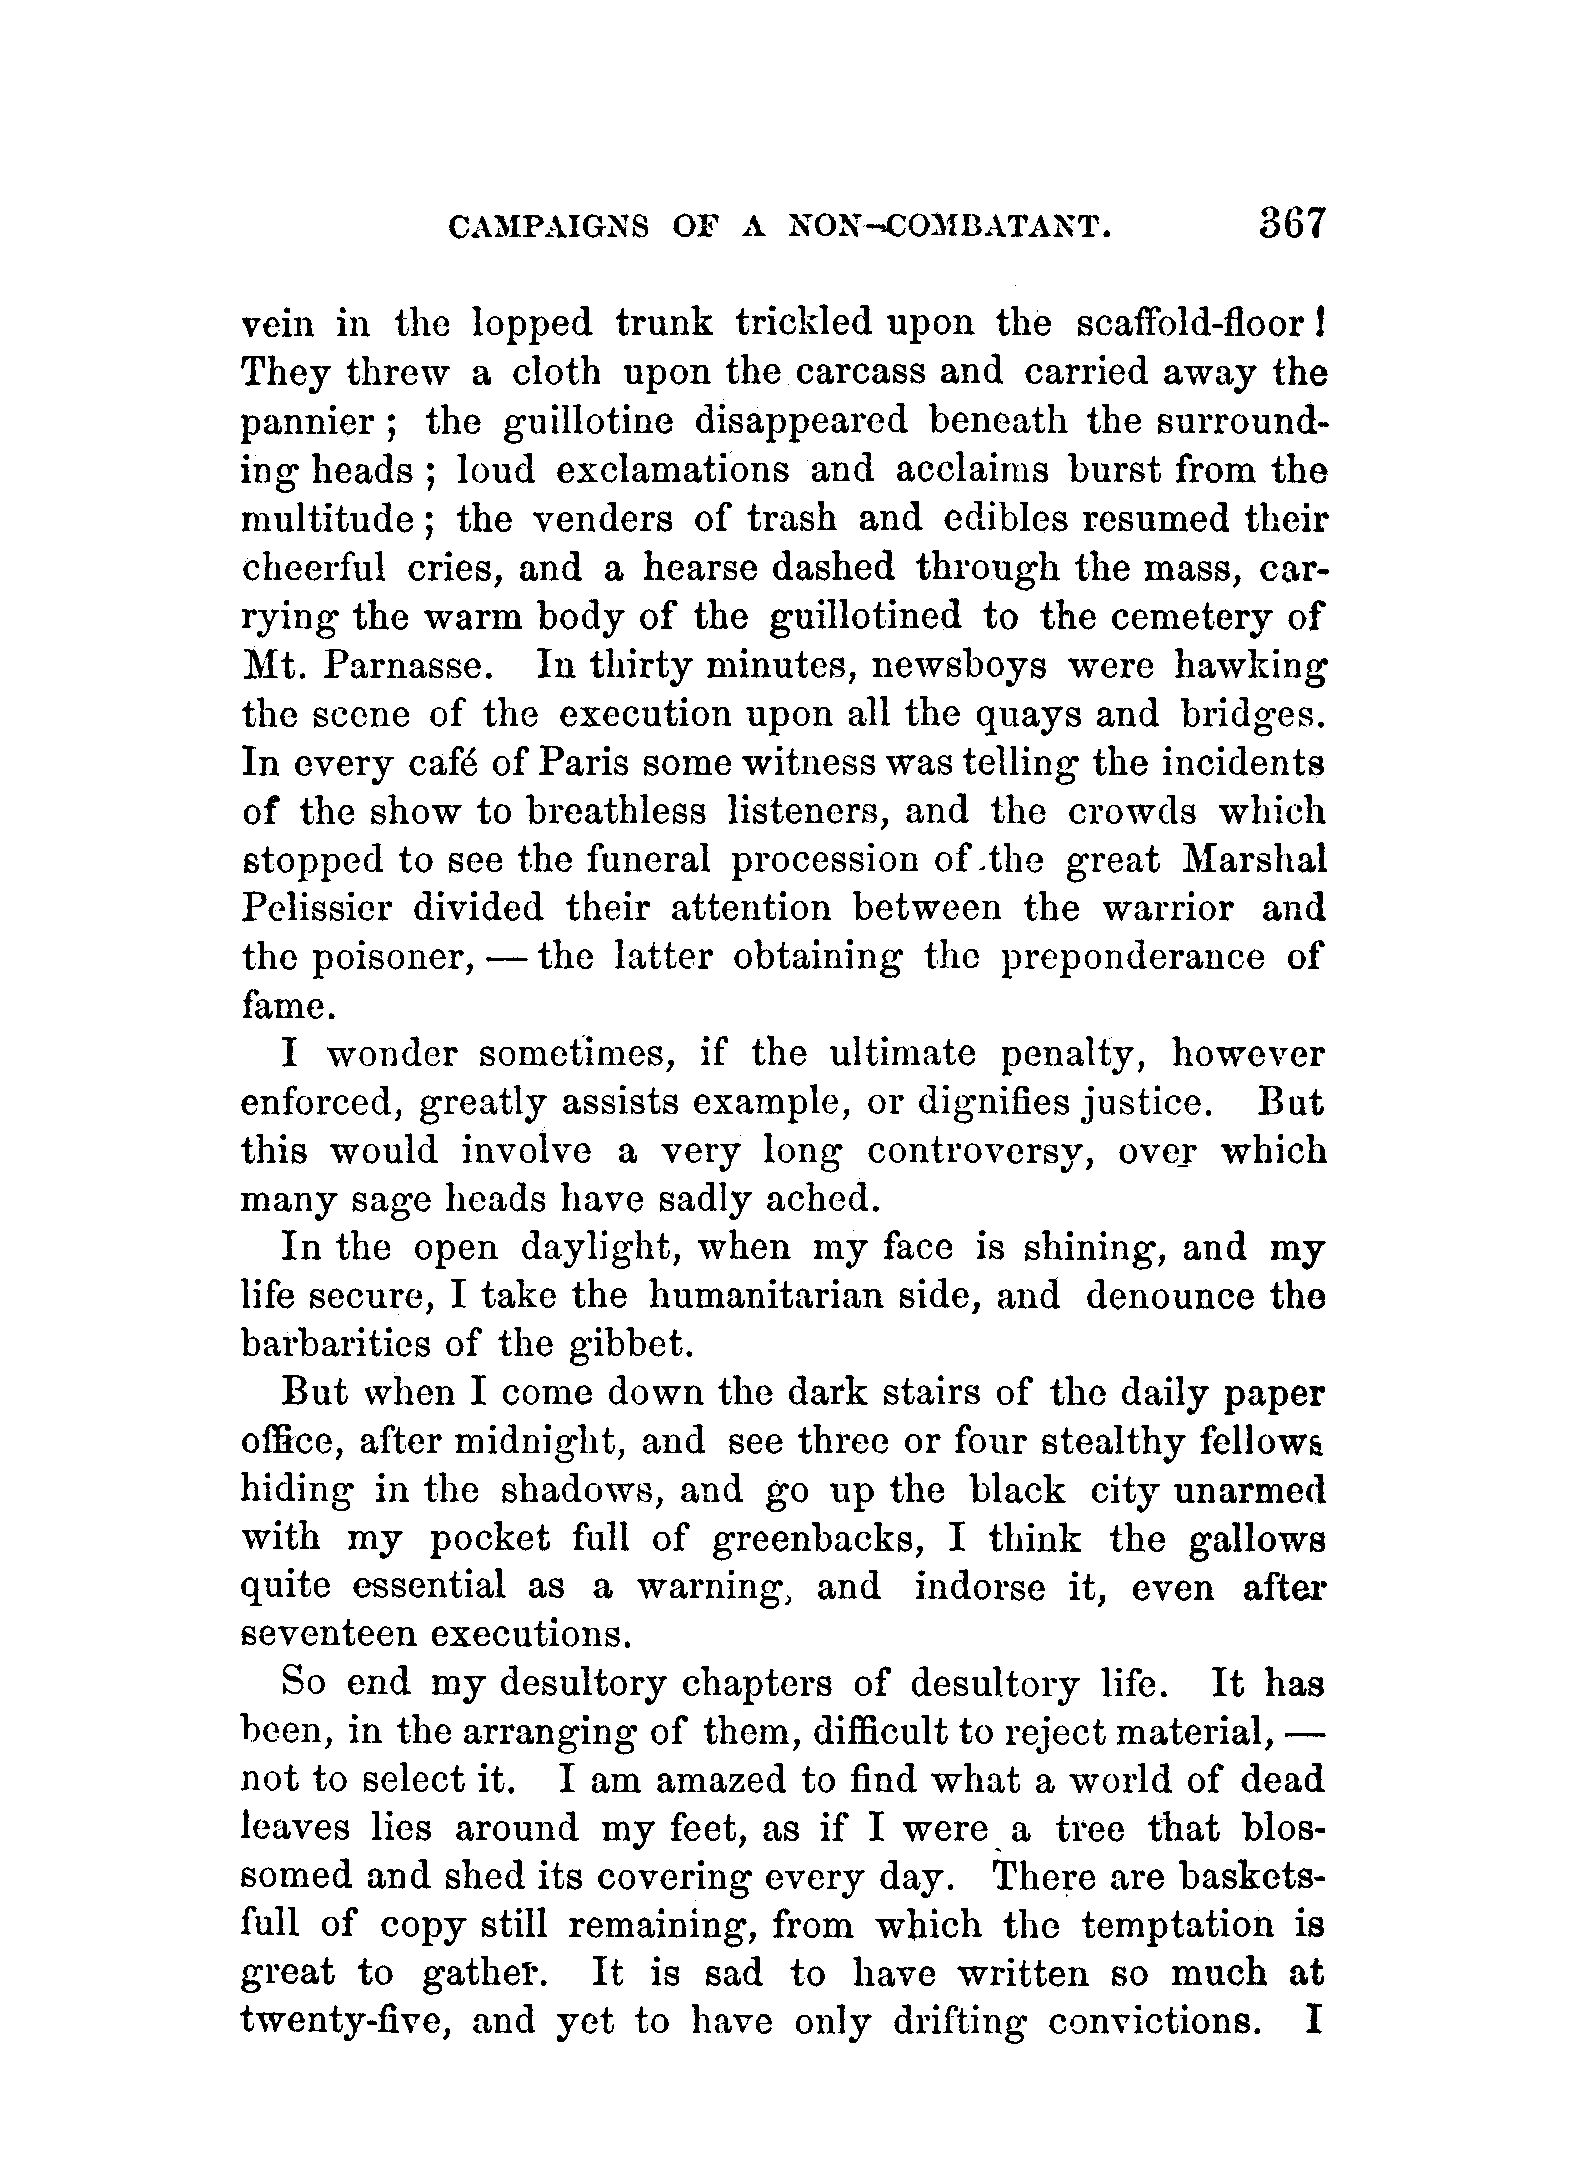 CAMPAIGNS OF A NON-COMBATANT. 367
vein in the lopped trunk trickled upon the scaffold-floor!
They threw a cloth upon the carcass and carried away the
pannier; the guillotine disappeared beneath the surround-
ing heads; loud exclamations and acclaims burst from the
multitude; the venders of trash and edibles resumed their
cheerful cries, and a hearse dashed through the mass, car-
rying the warm body of the guillotined to the cemetery of
Mt. Parnasse. In thirty minutes, newsboys were hawking
the scene of the execution upon all the quays and bridges.
In every café of Paris some witness was telling the incidents
of the show to breathless listeners, and the crowds which
stopped to see the funeral procession of the great Marshal
Pelissier divided their attention between the warrior and
the poisoner, — the latter obtaining the preponderance of
fame.
I wonder sometimes, if the ultimate penalty, however
enforced, greatly assists example, or dignifies justice. But
this would involve a very long controversy, over which
many sage heads have sadly ached.
In the open daylight, when my face is shining, and my
life secure, I take the humanitarian side, and denounce the
barbarities of the gibbet.
But when I come down the dark stairs of the daily paper
office, after midnight, and see three or four stealthy fellows
hiding in the shadows, and go up the black city unarmed
with my pocket full of greenbacks, I think the gallows
quite essential as a warning, and indorse it, even after
seventeen executions.
So end my desultory chapters of desultory life. It has
been, in the arranging of them, difficult to reject material, —
not to select it. I am amazed to find what a world of dead
leaves lies around my feet, as if I were a tree that blos-
somed and shed its covering every day. There are baskets-
full of copy still remaining, from which the temptation is
great to gather. It is sad to have written so much at
twenty-five, and yet to have only drifting convictions. I